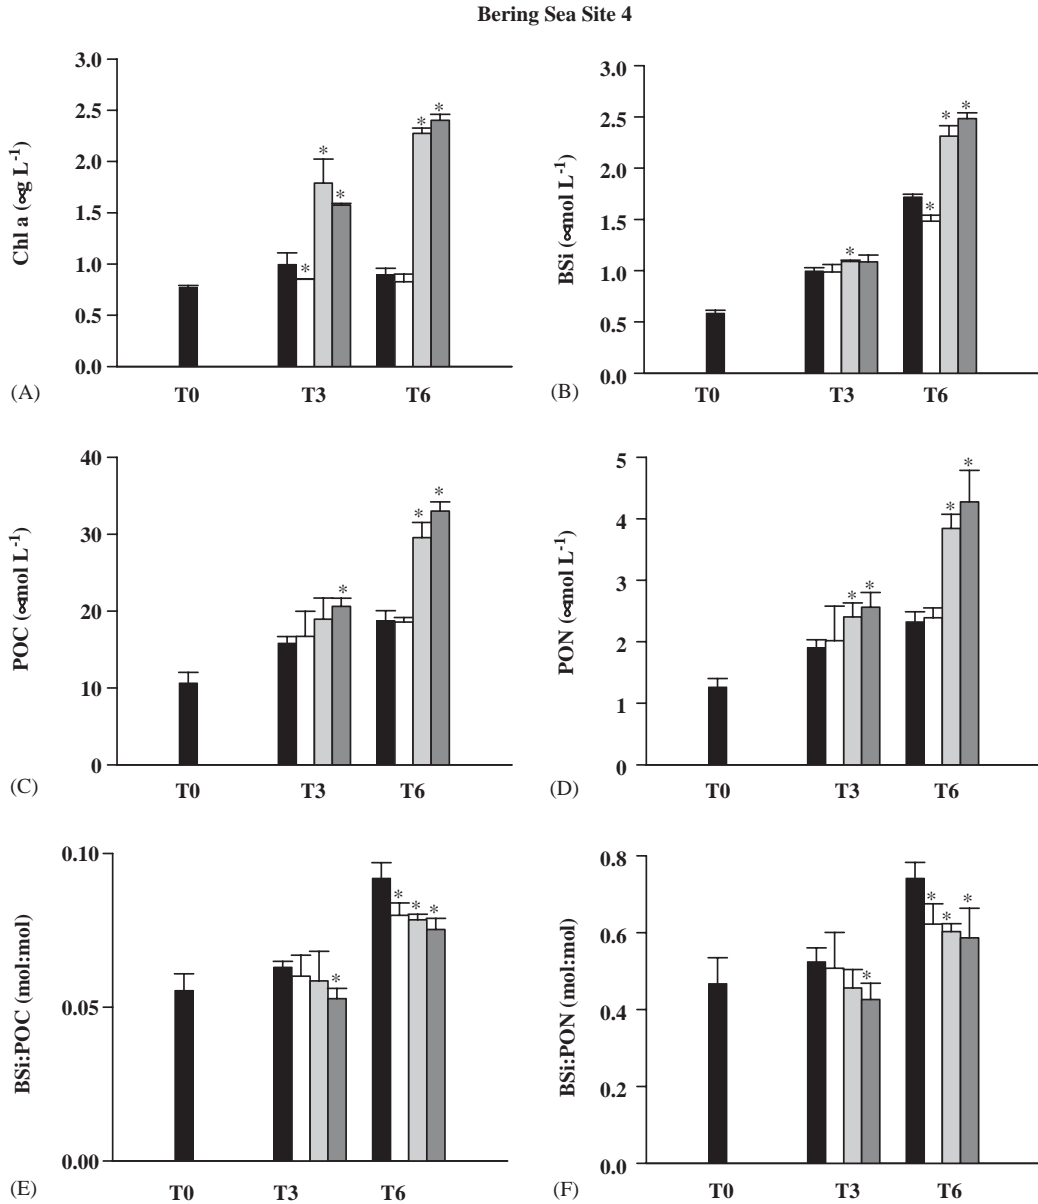 Bering Sea Site 4
3.0
2.5
2.0
1.5
1.0
0.5
0.0
Chl a (∝g L-1)
* * * * *
T0 T3 T6
(A)
3.0
2.5
2.0
1.5
1.0
0.5
0.0
BSi (∝mol L-1)
* * * *
T0 T3 T6
(B)
40
30
20
10
0
POC (∝mol L-1)
* * *
T0 T3 T6
(C)
5
4
3
2
1
0
PON (∝mol L-1)
* * * *
T0 T3 T6
(D)
0.10
0.05
0.00
BSi:POC (mol:mol)
* * * *
T0 T3 T6
(E)
0.8
0.6
0.4
0.2
0.0
BSi:PON (mol:mol)
* * * *
T0 T3 T6
(F)